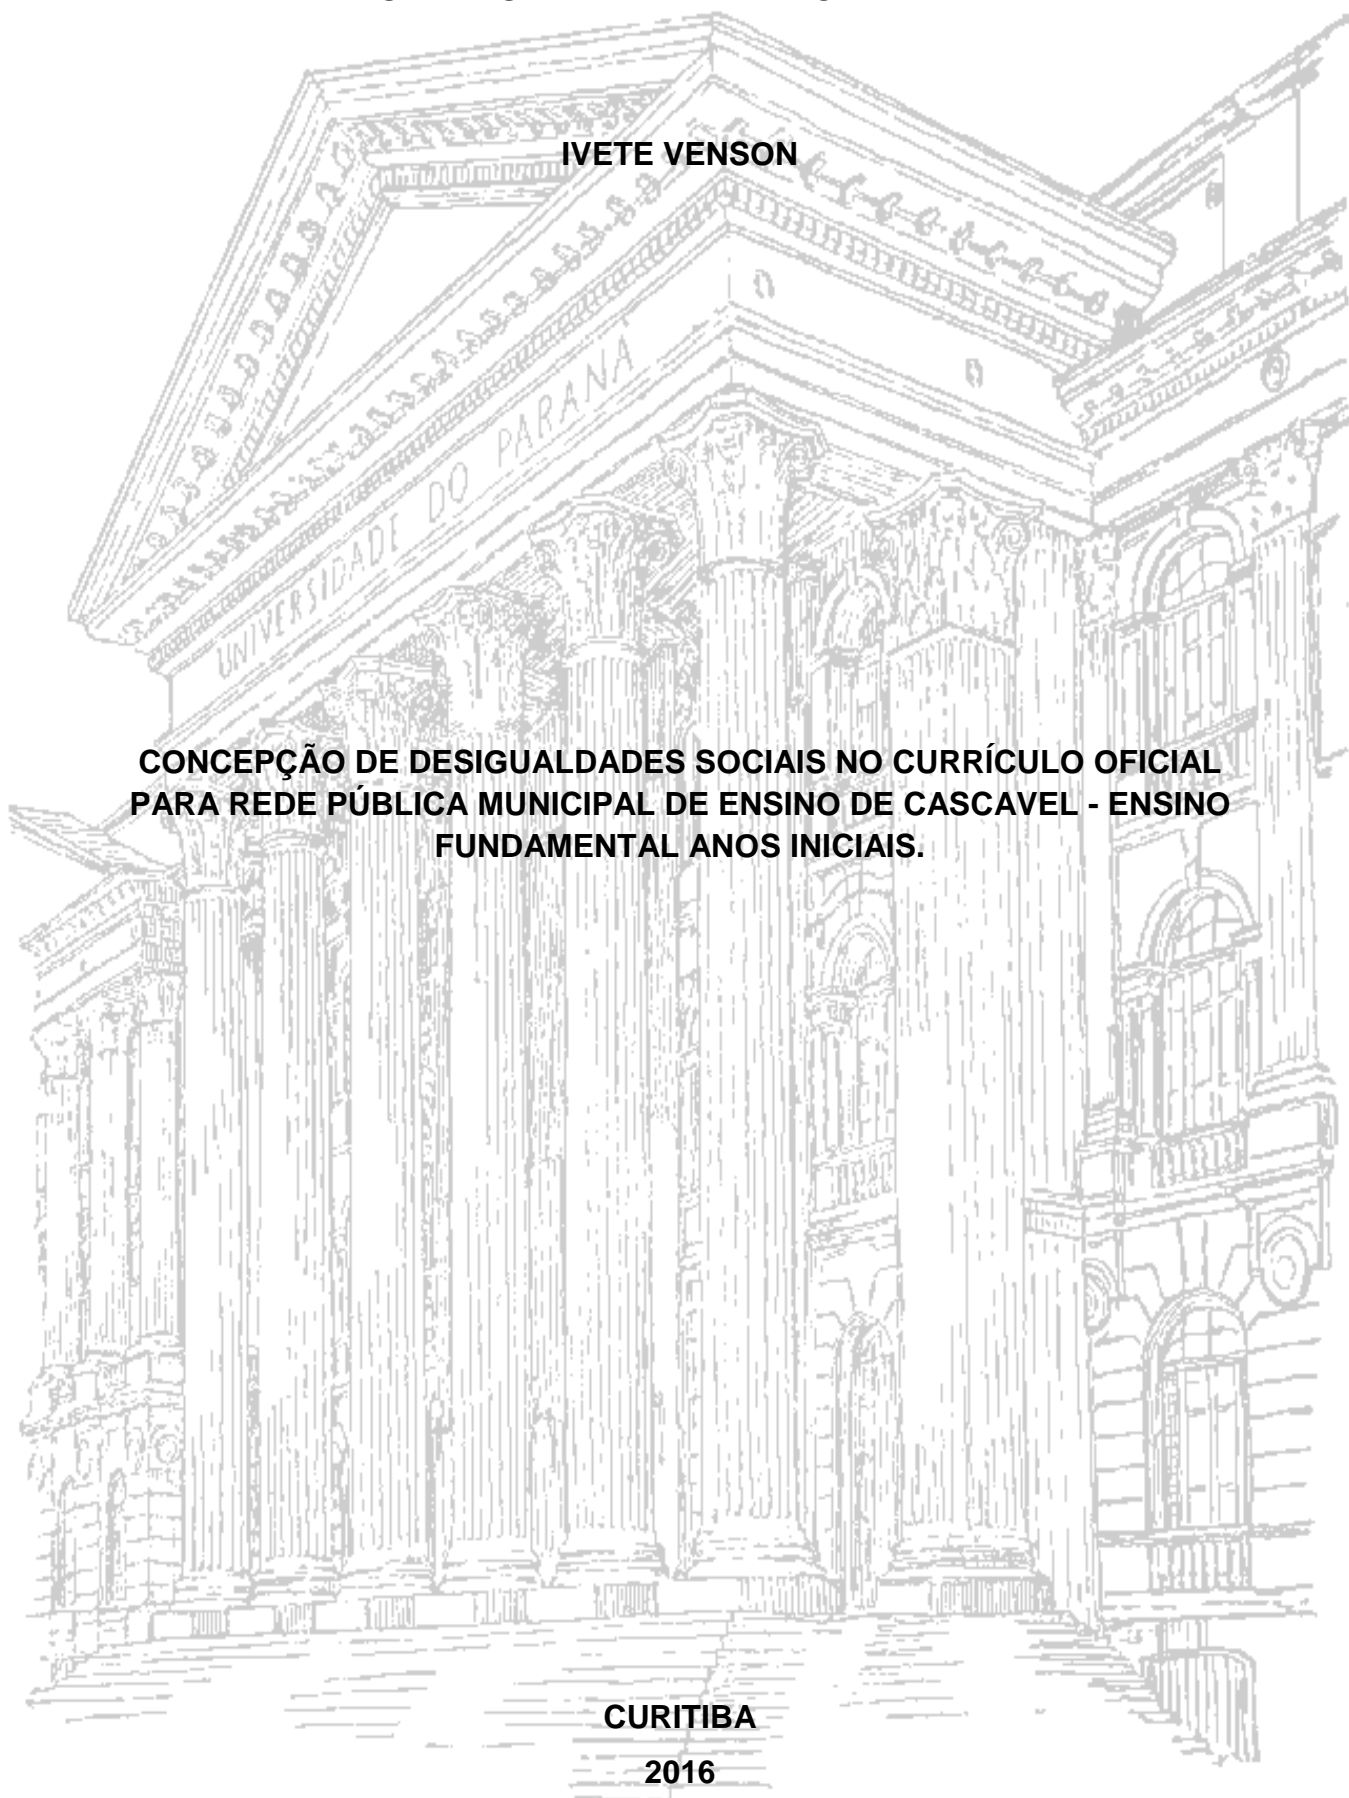 IVETE VENSON
UNIVERSIDADE DO PARANÁ
CONCEPÇÃO DE DESIGUALDADES SOCIAIS NO CURRÍCULO OFICIAL
PARA REDE PÚBLICA MUNICIPAL DE ENSINO DE CASCAVEL - ENSINO
FUNDAMENTAL ANOS INICIAIS.
CURITIBA
2016